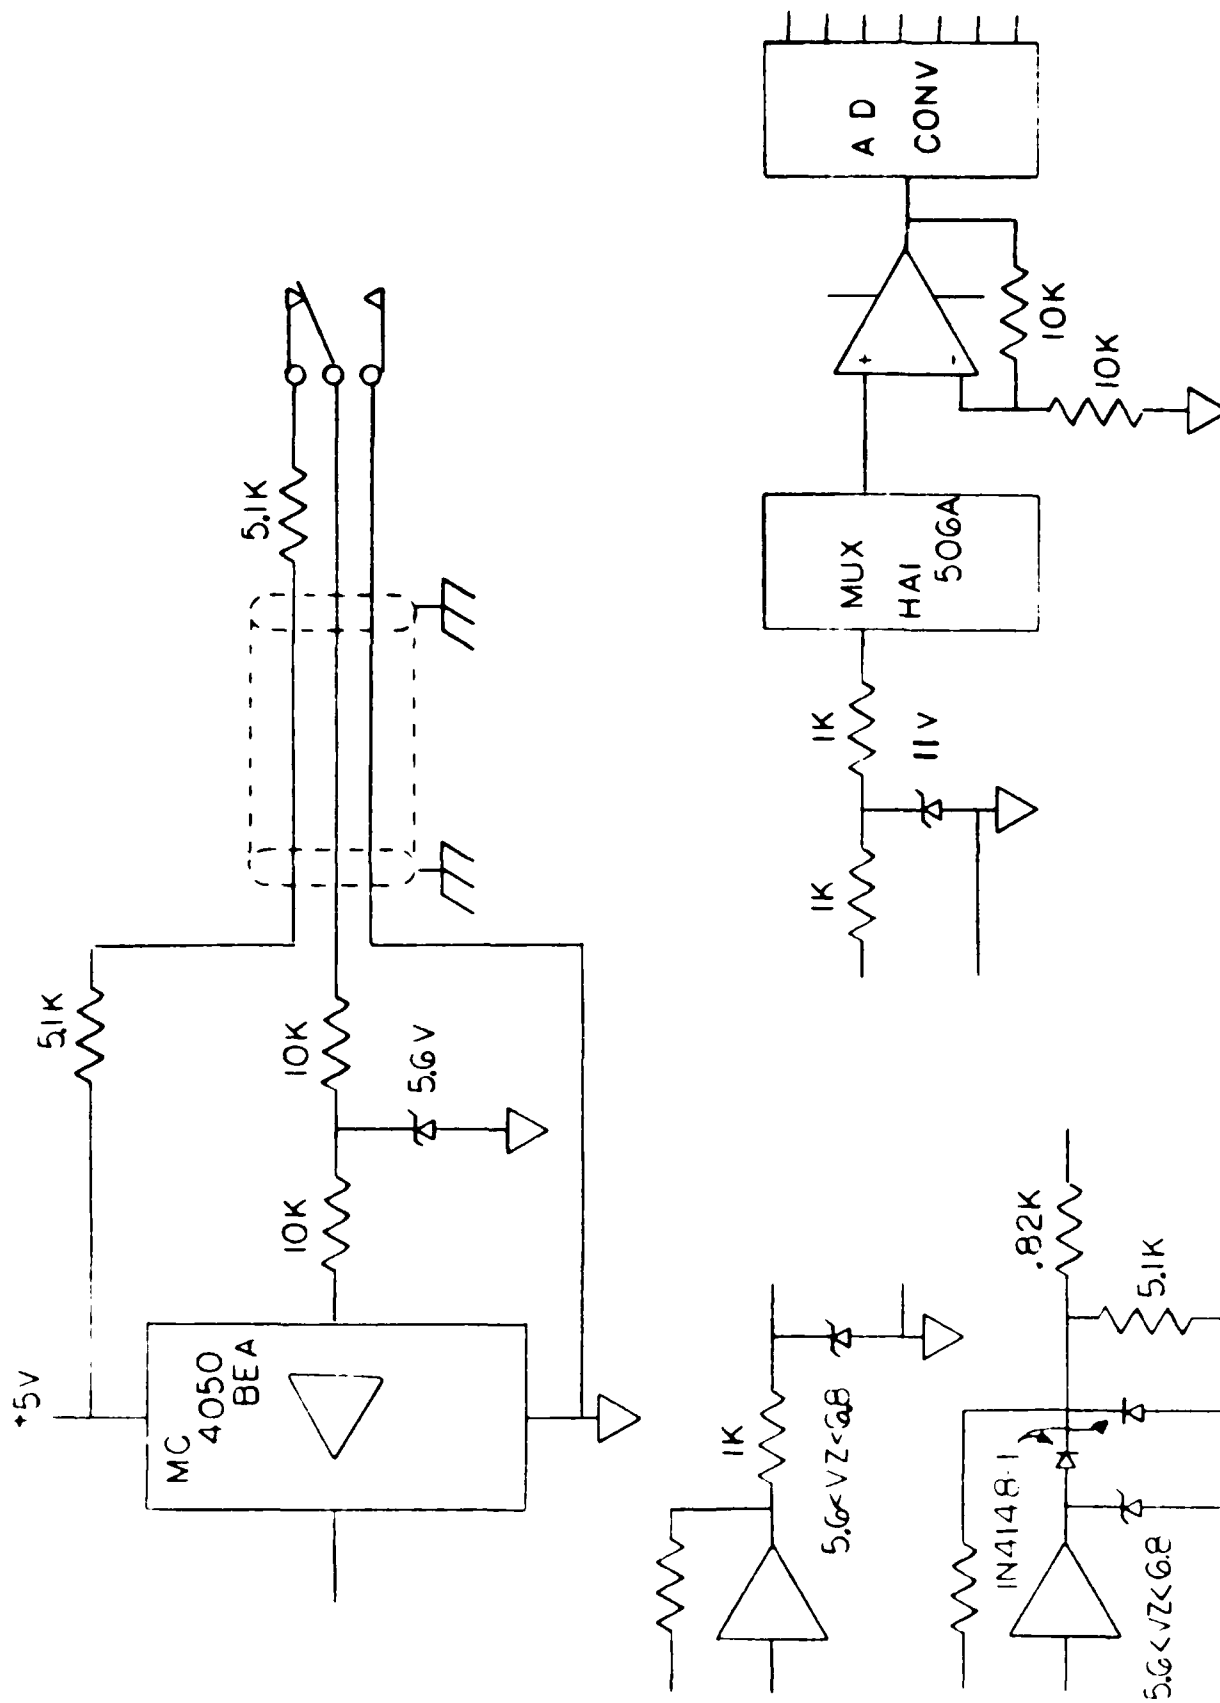 +5V
5.1K
5.1K
MC
4050
BEA
10K
10K
5.6V
1K
5.6<VZ<6.8
1N4148-1
5.6<VZ<6.8
.82K
5.1K
1K
1K
11V
MUX
HAI
506A
+
-
10K
10K
A D
CONV